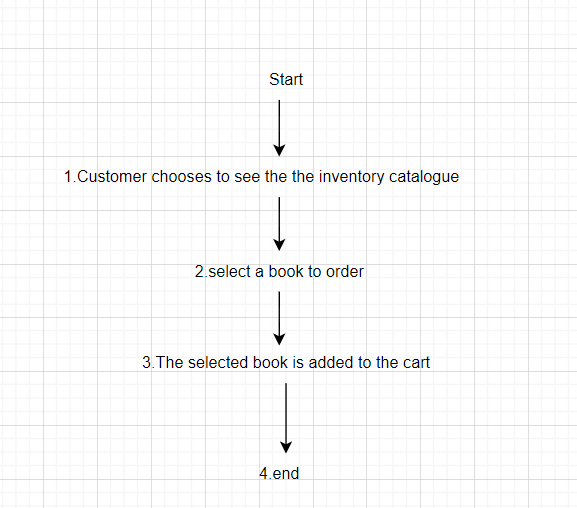 Start
1.Customer chooses to see the the inventory catalogue
2.select a book to order
3.The selected book is added to the cart
4.end